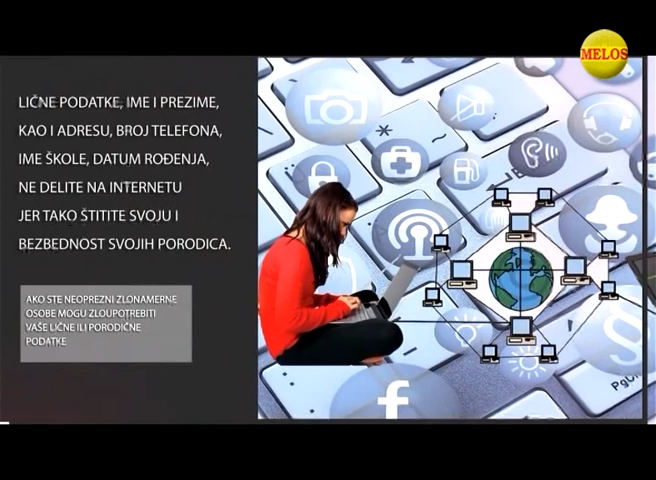 MELOS
LIČNE PODATKE, IME I PREZIME,
KAO I ADRESU, BROJ TELEFONA,
IME ŠKOLE, DATUM ROĐENJA,
NE DELITE NA INTERNETU
JER TAKO ŠTITITE SVOJU I
BEZBEDNOST SVOJIH PORODICA.
AKO STE NEOPREZNI ZLONAMERNE
OSOBE MOGU ZLOUPOTREBITI
VAŠE LIČNE ILI PORODIČNE
PODATKE
f
§